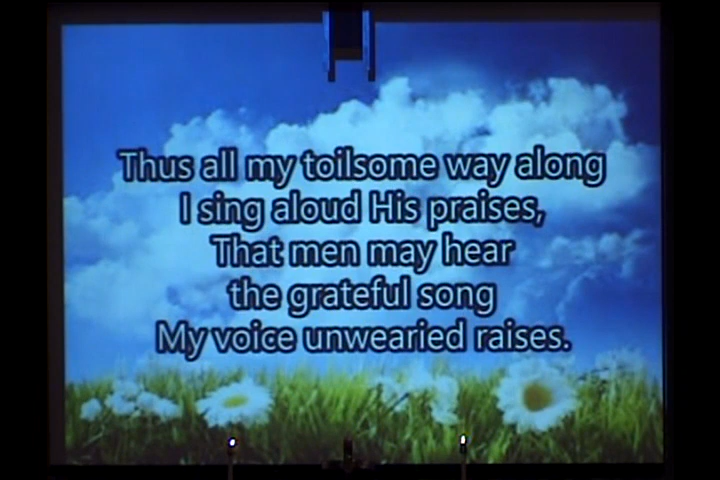 Thus all my toilsome way along
I sing aloud His praises,
That men may hear
the grateful song
My voice unwearied raises.